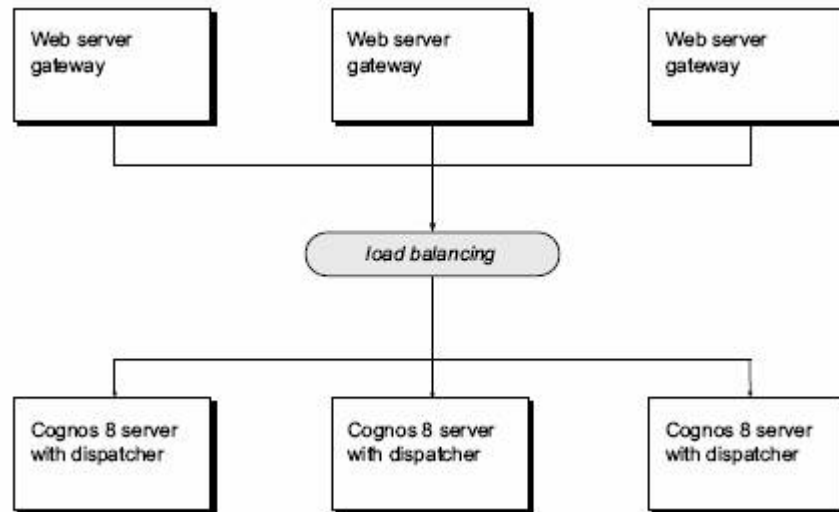 Web server
gateway
Web server
gateway
Web server
gateway
load balancing
Cognos 8 server
with dispatcher
Cognos 8 server
with dispatcher
Cognos 8 server
with dispatcher